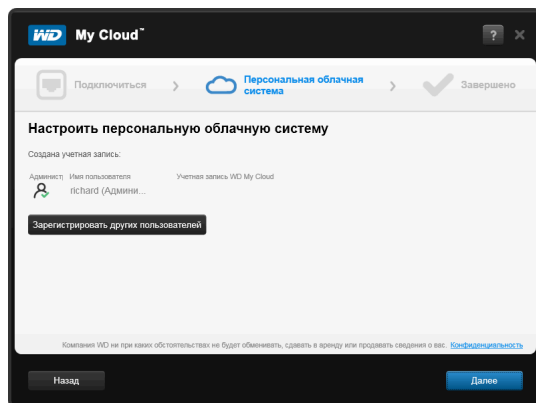 WD My Cloud™ ?
Подключиться
Персональная облачная
система
Завершено
Настроить персональную облачную систему
Создана учетная запись:
Админист Имя пользователя Учетная запись WD My Cloud
richard (Админи...
Зарегистрировать других пользователей
Компания WD ни при каких обстоятельствах не будет обменивать, сдавать в аренду или продавать сведения о вас. Конфиденциальность
Назад Далее